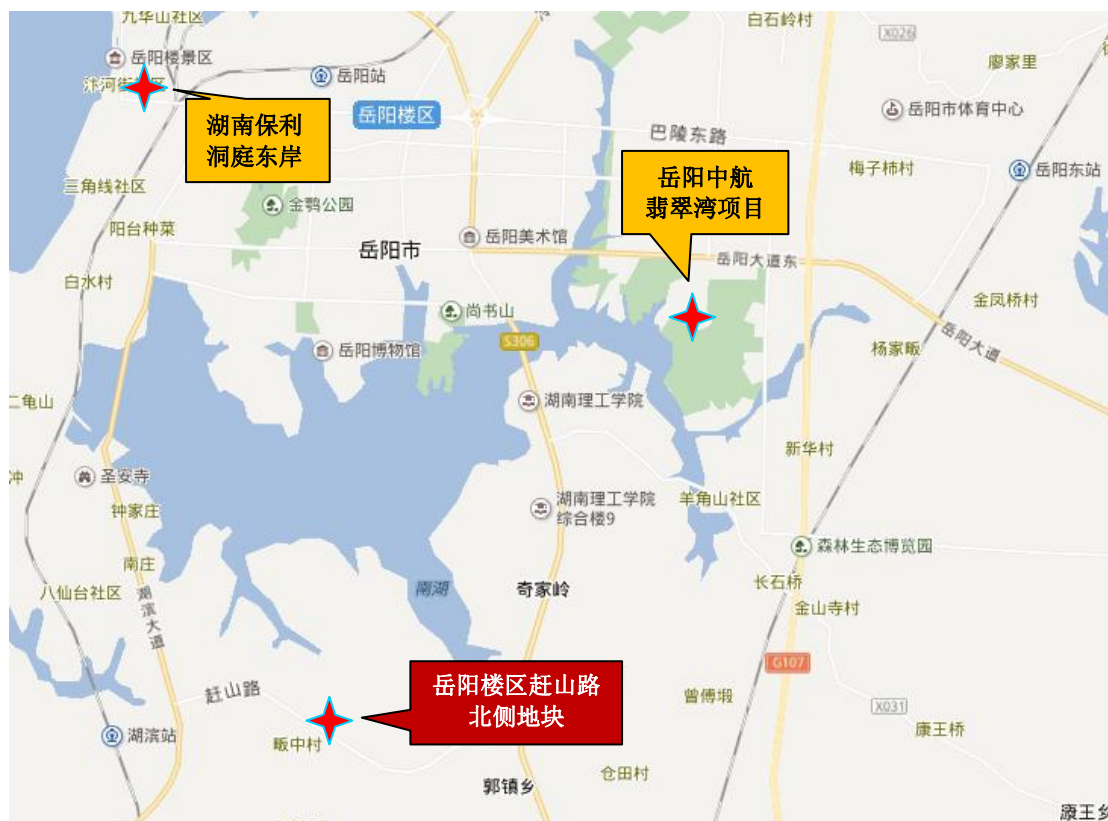 九华山社区
白石岭村
X026
廖家里
岳阳楼景区
岳阳站
汴河街
区
湖南保利
洞庭东岸
岳阳楼区
岳阳市体育中心
巴陵东路
梅子柿村
岳阳东站
岳阳中航
翡翠湾项目
三角线社区
金鹗公园
阳台种菜
岳阳美术馆
岳阳市
岳阳大道东
白水村
金凤桥村
尚书山
岳阳大道
S306
岳阳博物馆
杨家畈
二龟山
湖南理工学院
新华村
冲
圣安寺
湖南理工学院
综合楼9
羊角山社区
钟家庄
森林生态博览园
南庄
长石桥
八仙台社区
湖滨大道
南湖
奇家岭
金山寺村
G107
岳阳楼区赶山路
北侧地块
赶山路
曾傅塅
X031
康王桥
湖滨站
畈中村
仓田村
郭镇乡
康王乡